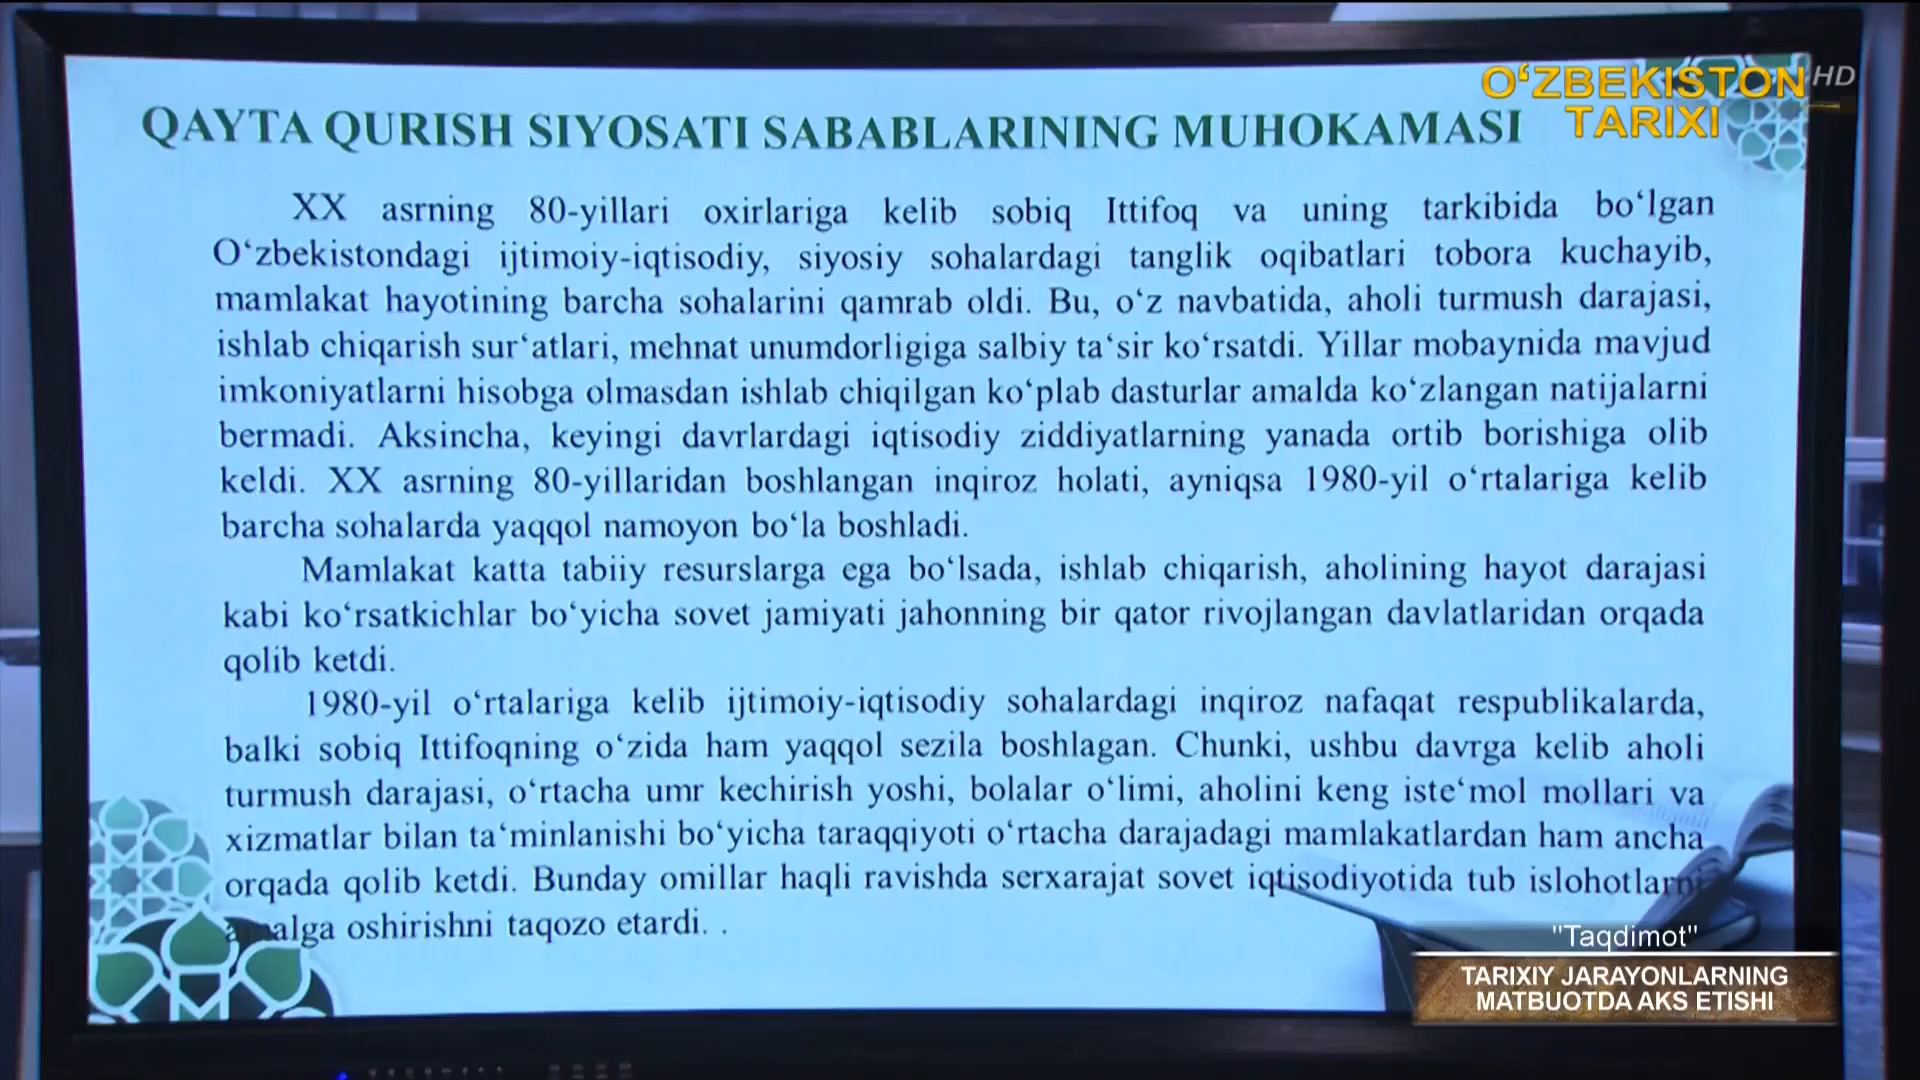 O‘ZBEKISTON HD
TARIXI
QAYTA QURISH SIYOSATI SABABLARINING MUHOKAMASI
XX asrning 80-yillari oxirlariga kelib sobiq Ittifoq va uning tarkibida bo‘lgan
O‘zbekistondagi ijtimoiy-iqtisodiy, siyosiy sohalardagi tanglik oqibatlari tobora kuchayib,
mamlakat hayotining barcha sohalarini qamrab oldi. Bu, o‘z navbatida, aholi turmush darajasi,
ishlab chiqarish sur‘atlari, mehnat unumdorligiga salbiy ta‘sir ko‘rsatdi. Yillar mobaynida mavjud
imkoniyatlarni hisobga olmasdan ishlab chiqilgan ko‘plab dasturlar amalda ko‘zlangan natijalarni
bermadi. Aksincha, keyingi davrlardagi iqtisodiy ziddiyatlarning yanada ortib borishiga olib
keldi. XX asrning 80-yillaridan boshlangan inqiroz holati, ayniqsa 1980-yil o‘rtalariga kelib
barcha sohalarda yaqqol namoyon bo‘la boshladi.
Mamlakat katta tabiiy resurslarga ega bo‘lsada, ishlab chiqarish, aholining hayot darajasi
kabi ko‘rsatkichlar bo‘yicha sovet jamiyati jahonning bir qator rivojlangan davlatlaridan orqada
qolib ketdi.
1980-yil o‘rtalariga kelib ijtimoiy-iqtisodiy sohalardagi inqiroz nafaqat respublikalarda,
balki sobiq Ittifoqning o‘zida ham yaqqol sezila boshlagan. Chunki, ushbu davrga kelib aholi
turmush darajasi, o‘rtacha umr kechirish yoshi, bolalar o‘limi, aholini keng iste‘mol mollari va
xizmatlar bilan ta‘minlanishi bo‘yicha taraqqiyoti o‘rtacha darajadagi mamlakatlardan ham ancha
orqada qolib ketdi. Bunday omillar haqli ravishda serxarajat sovet iqtisodiyotida tub islohotlarni
amalga oshirishni taqozo etardi. .
"Taqdimot"
TARIXIY JARAYONLARNING
MATBUOTDA AKS ETISHI